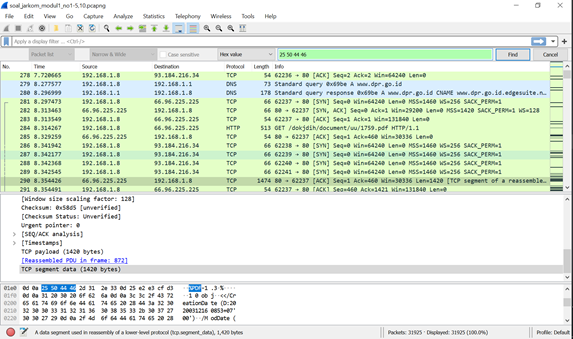 soal_jarkom_modul1_no1-5,10.pcapng
File Edit View Go Capture Analyze Statistics Telephony Wireless Tools Help
Apply a display filter ... <Ctrl-/>
Packet list Narrow & Wide Case sensitive Hex value 25 50 44 46 Find Cancel
No. Time Source Destination Protocol Length Info
278 7.720665 192.168.1.8 93.184.216.34 TCP 54 62236 → 80 [ACK] Seq=2 Ack=2 Win=64240 Len=0
279 8.277577 192.168.1.8 192.168.1.1 DNS 73 Standard query 0x69be A www.dpr.go.id
280 8.296999 192.168.1.1 192.168.1.8 DNS 178 Standard query response 0x69be A www.dpr.go.id CNAME www.dpr.go.id.edgesuite.n…
281 8.297473 192.168.1.8 66.96.225.225 TCP 66 62237 → 80 [SYN] Seq=0 Win=64240 Len=0 MSS=1460 WS=256 SACK_PERM=1
282 8.313463 66.96.225.225 192.168.1.8 TCP 66 80 → 62237 [SYN, ACK] Seq=0 Ack=1 Win=29200 Len=0 MSS=1420 SACK_PERM=1 WS=128
283 8.313549 192.168.1.8 66.96.225.225 TCP 54 62237 → 80 [ACK] Seq=1 Ack=1 Win=131840 Len=0
284 8.314267 192.168.1.8 66.96.225.225 HTTP 513 GET /dokjdih/document/uu/1759.pdf HTTP/1.1
285 8.329259 66.96.225.225 192.168.1.8 TCP 54 80 → 62237 [ACK] Seq=1 Ack=460 Win=30336 Len=0
286 8.341942 192.168.1.8 93.184.216.34 TCP 66 62238 → 80 [SYN] Seq=0 Win=64240 Len=0 MSS=1460 WS=256 SACK_PERM=1
287 8.342177 192.168.1.8 93.184.216.34 TCP 66 62239 → 80 [SYN] Seq=0 Win=64240 Len=0 MSS=1460 WS=256 SACK_PERM=1
288 8.342368 192.168.1.8 93.184.216.34 TCP 66 62240 → 80 [SYN] Seq=0 Win=64240 Len=0 MSS=1460 WS=256 SACK_PERM=1
289 8.342545 192.168.1.8 93.184.216.34 TCP 66 62241 → 80 [SYN] Seq=0 Win=64240 Len=0 MSS=1460 WS=256 SACK_PERM=1
290 8.354426 66.96.225.225 192.168.1.8 TCP 1474 80 → 62237 [ACK] Seq=1 Ack=460 Win=30336 Len=1420 [TCP segment of a reassemble…
291 8.354491 192.168.1.8 66.96.225.225 TCP 54 62237 → 80 [ACK] Seq=460 Ack=1421 Win=131840 Len=0
[Window size scaling factor: 128]
Checksum: 0x58d5 [unverified]
[Checksum Status: Unverified]
Urgent pointer: 0
[SEQ/ACK analysis]
[Timestamps]
TCP payload (1420 bytes)
[Reassembled PDU in frame: 872]
TCP segment data (1420 bytes)
01e0 0d 0a 25 50 44 46 2d 31 2e 33 0d 25 e2 e3 cf d3 ··%PDF-1 .3·%····
01f0 0d 0a 31 20 30 20 6f 62 6a 0d 0a 3c 3c 2f 43 72 ··1 0 ob j··<</Cr
0200 65 61 74 69 6f 6e 44 61 74 65 20 28 44 3a 32 30 eationDa te (D:20
0210 30 33 31 32 31 36 30 38 35 33 2b 30 37 27 031216 0853+07'
0220 30 30 27 29 0d 0a 2f 4d 6f 64 44 61 74 65 20 28 00')··/M odDate (
A data segment used in reassembly of a lower-level protocol (tcp.segment_data), 1,420 bytes
Packets: 31925 · Displayed: 31925 (100.0%)
Profile: Default